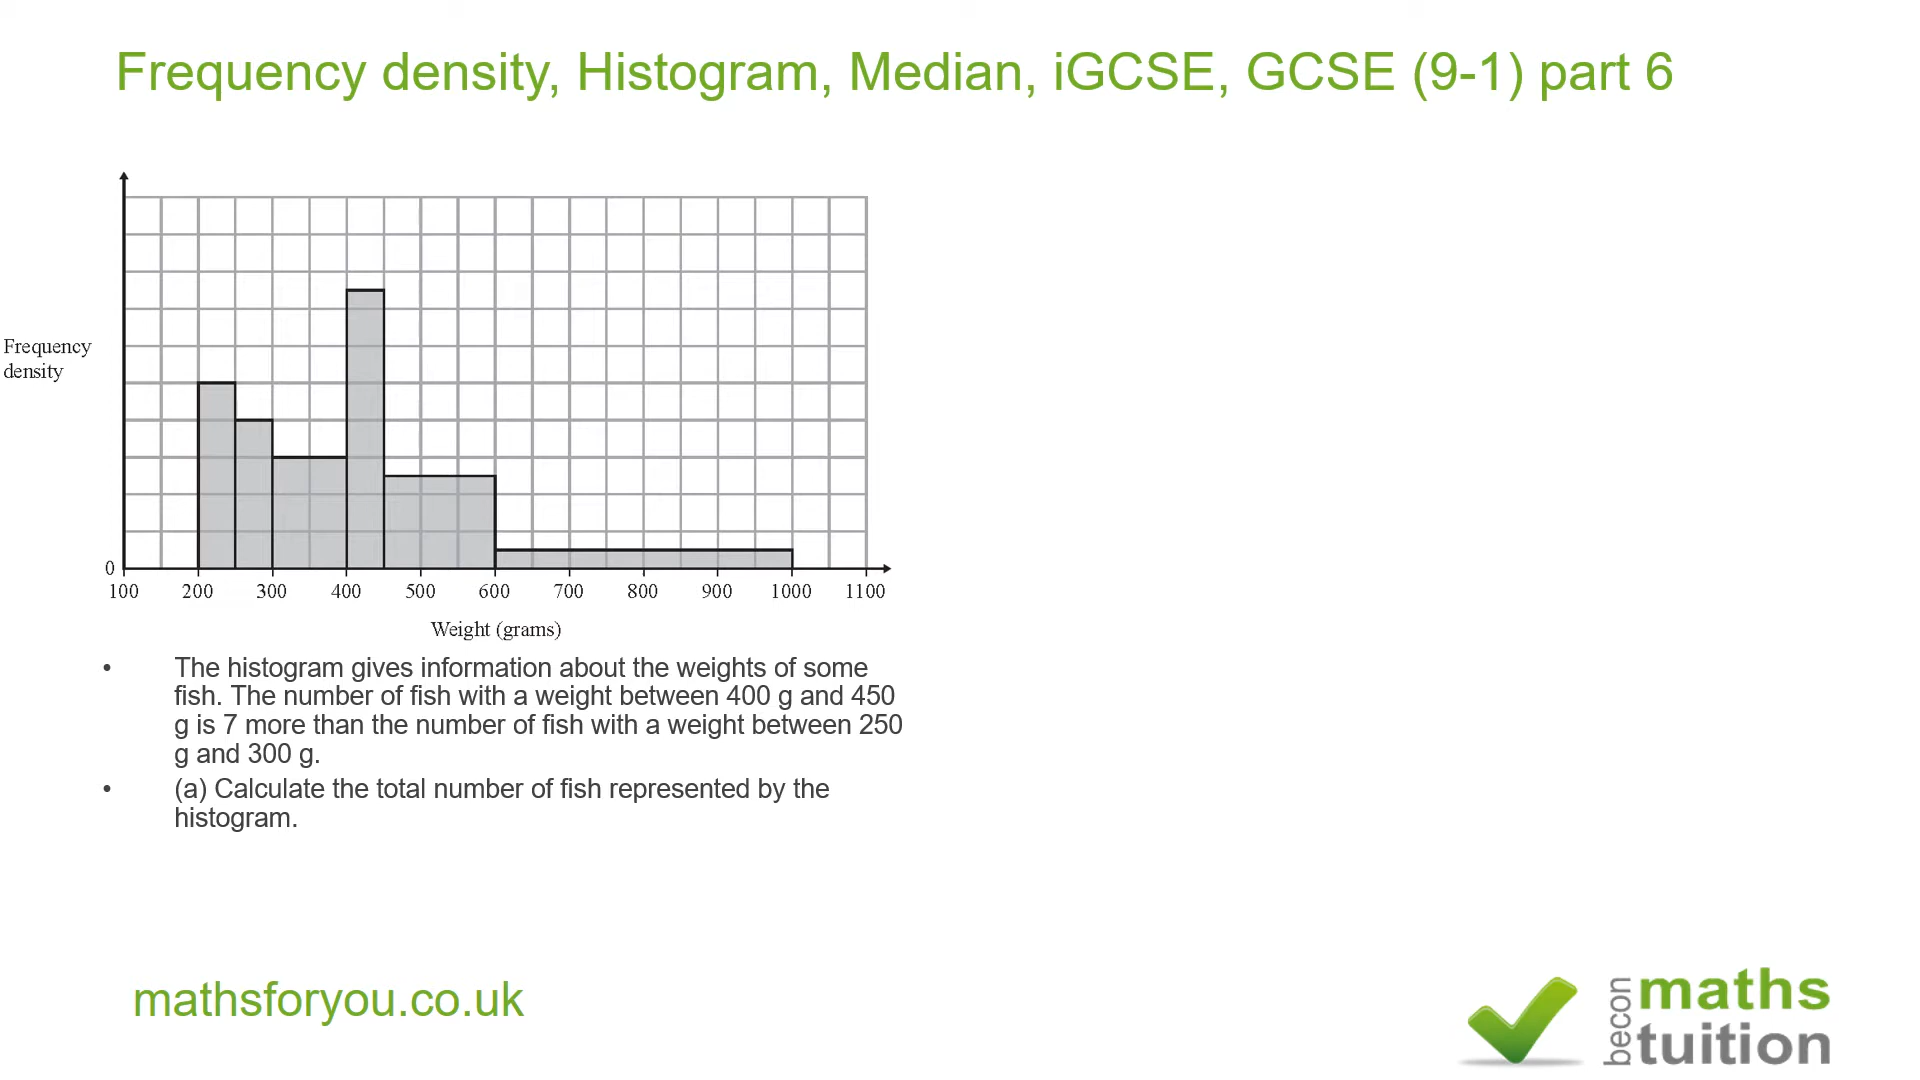 Frequency density, Histogram, Median, iGCSE, GCSE (9-1) part 6
Frequency
density
0
100 200 300 400 500 600 700 800 900 1000 1100
Weight (grams)
• The histogram gives information about the weights of some
fish. The number of fish with a weight between 400 g and 450
g is 7 more than the number of fish with a weight between 250
g and 300 g.
• (a) Calculate the total number of fish represented by the
histogram.
mathsforyou.co.uk
becon
maths
tuition